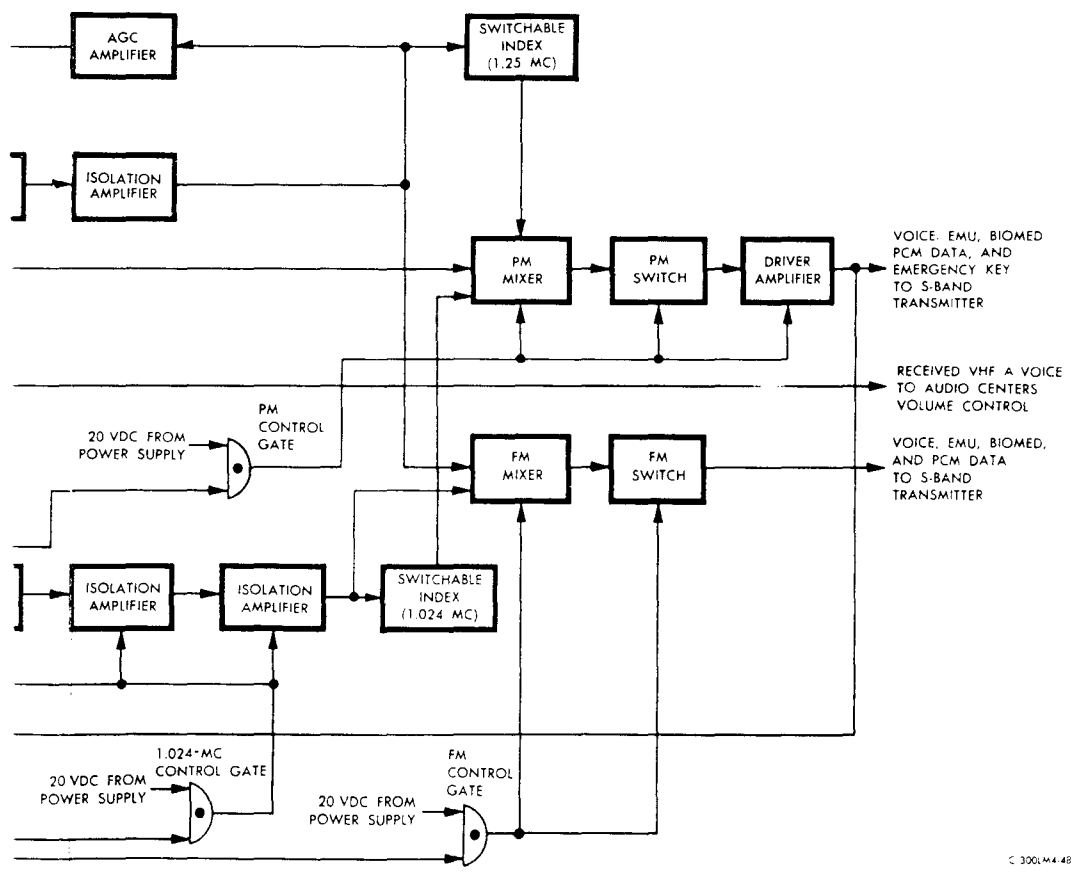 AGC
AMPLIFIER
SWITCHABLE
INDEX
(1.25 MC)
ISOLATION
AMPLIFIER
PM
MIXER
PM
SWITCH
DRIVER
AMPLIFIER
VOICE. EMU, BIOMED
PCM DATA, AND
EMERGENCY KEY
TO S-BAND
TRANSMITTER
RECEIVED VHF A VOICE
TO AUDIO CENTERS
VOLUME CONTROL
PM
CONTROL
GATE
20 VDC FROM
POWER SUPPLY
FM
MIXER
FM
SWITCH
VOICE, EMU, BIOMED,
AND PCM DATA
TO S-BAND
TRANSMITTER
ISOLATION
AMPLIFIER
ISOLATION
AMPLIFIER
SWITCHABLE
INDEX
(1.024 MC)
1.024-MC
CONTROL GATE
20 VDC FROM
POWER SUPPLY
FM
CONTROL
GATE
20 VDC FROM
POWER SUPPLY
C 300LM4-48